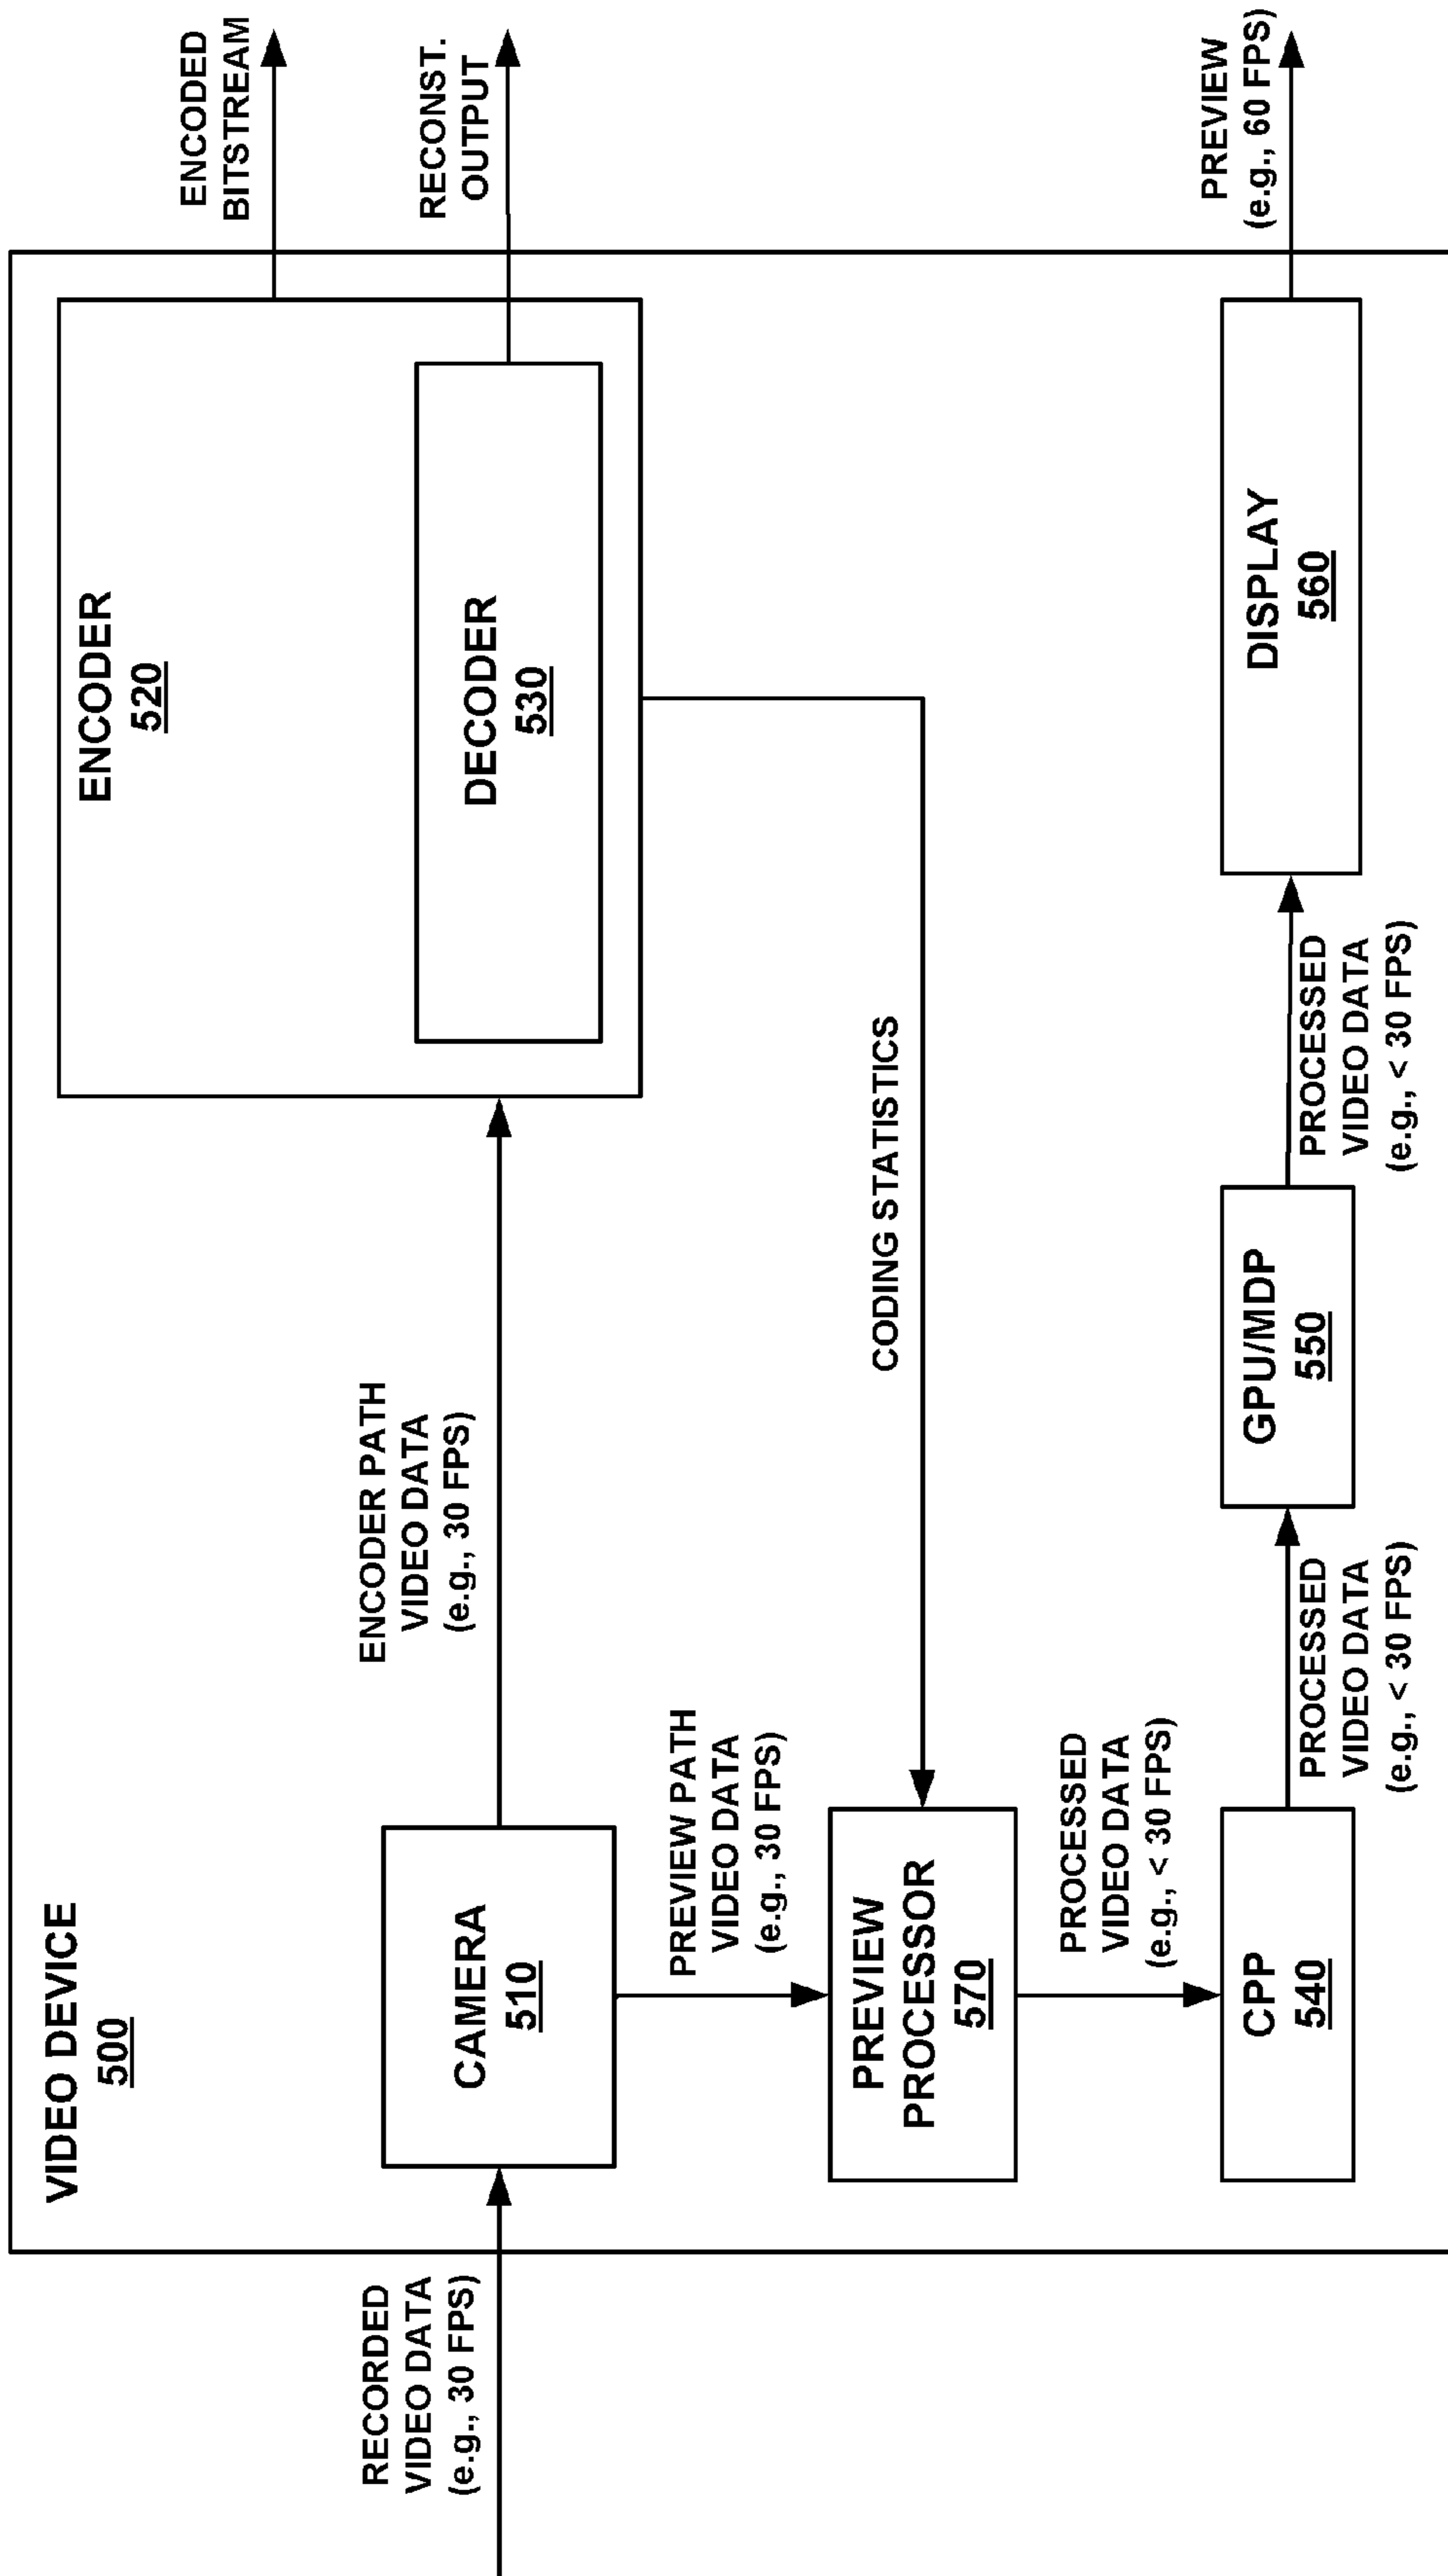 VIDEO DEVICE
500
RECORDED
VIDEO DATA
(e.g., 30 FPS)
CAMERA
510
ENCODER PATH
VIDEO DATA
(e.g., 30 FPS)
ENCODER
520
DECODER
530
ENCODED
BITSTREAM
RECONST.
OUTPUT
PREVIEW PATH
VIDEO DATA
(e.g., 30 FPS)
CODING STATISTICS
PREVIEW
PROCESSOR
570
PROCESSED
VIDEO DATA
(e.g., < 30 FPS)
CPP
540
PROCESSED
VIDEO DATA
(e.g., < 30 FPS)
GPU/MDP
550
PROCESSED
VIDEO DATA
(e.g., < 30 FPS)
DISPLAY
560
PREVIEW
(e.g., 60 FPS)